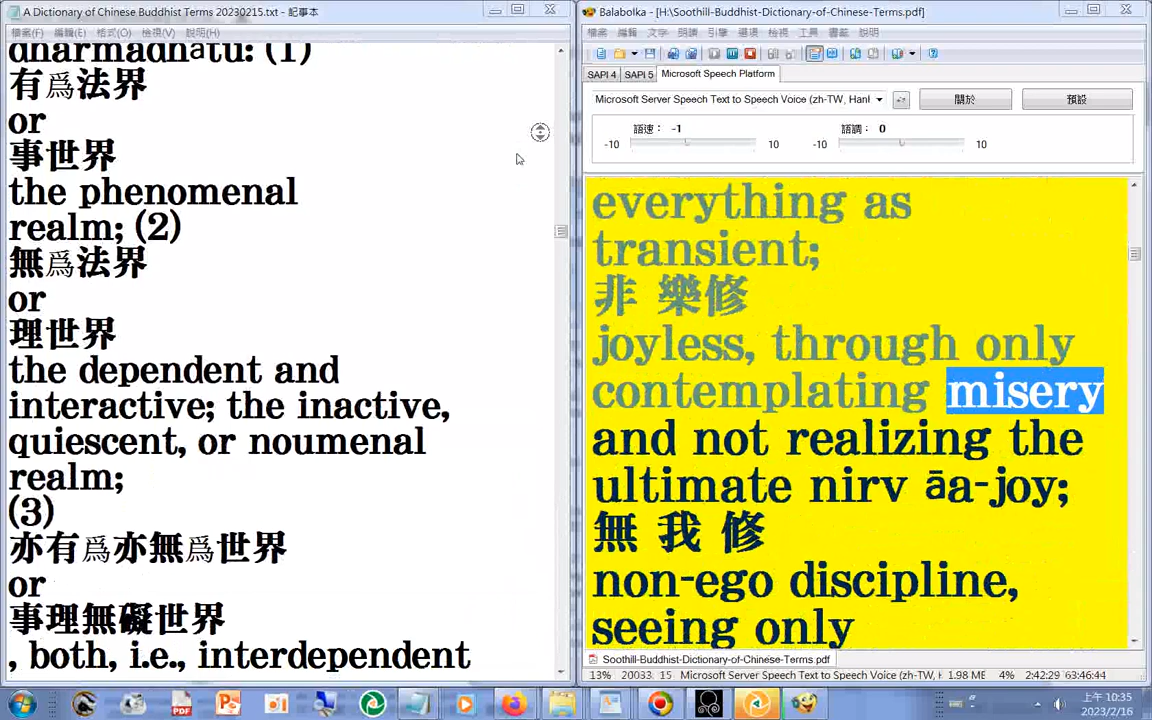 A Dictionary of Chinese Buddhist Terms 20230215.txt - 記事本
檔案(F) 編輯(E) 格式(O) 檢視(V) 說明(H)
dharmadhatu: (1)
有爲法界
or
事世界
the phenomenal
realm; (2)
無爲法界
or
理世界
the dependent and
interactive; the inactive,
quiescent, or noumenal
realm;
(3)
亦有爲亦無爲世界
or
事理無礙世界
, both, i.e., interdependent
Balabolka - [H:\Soothill-Buddhist-Dictionary-of-Chinese-Terms.pdf]
檔案 編輯 文字 朗讀 引擎 選項 檢視 工具 書籤 說明
SAPI 4 SAPI 5 Microsoft Speech Platform
Microsoft Server Speech Text to Speech Voice (zh-TW, Hanl
關於 預設
語速： -1 語調： 0
-10 10 -10 10
everything as
transient;
非 樂修
joyless, through only
contemplating misery
and not realizing the
ultimate nirv āa-joy;
無 我 修
non-ego discipline,
seeing only
Soothill-Buddhist-Dictionary-of-Chinese-Terms.pdf
13% 20033 15 Microsoft Server Speech Text to Speech Voice (zh-TW, 1.98 ME 4% 2:42:29 63:46:44
上午 10:35
2023/2/16